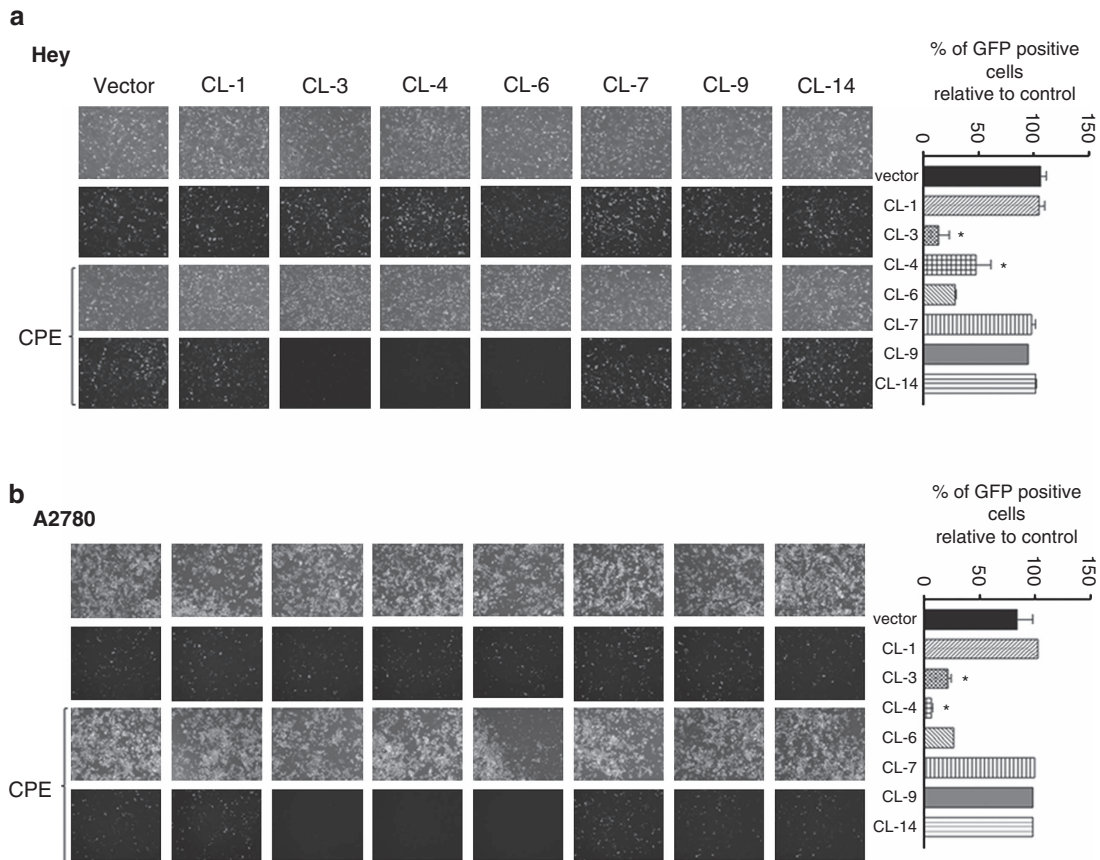 a
Hey
Vector CL-1 CL-3 CL-4 CL-6 CL-7 CL-9 CL-14
CPE
% of GFP positive
cells
relative to control
0 50 100 150
vector
CL-1
CL-3 *
CL-4 *
CL-6
CL-7
CL-9
CL-14
b
A2780
CPE
% of GFP positive
cells
relative to control
0 50 100 150
vector
CL-1
CL-3 *
CL-4 *
CL-6
CL-7
CL-9
CL-14